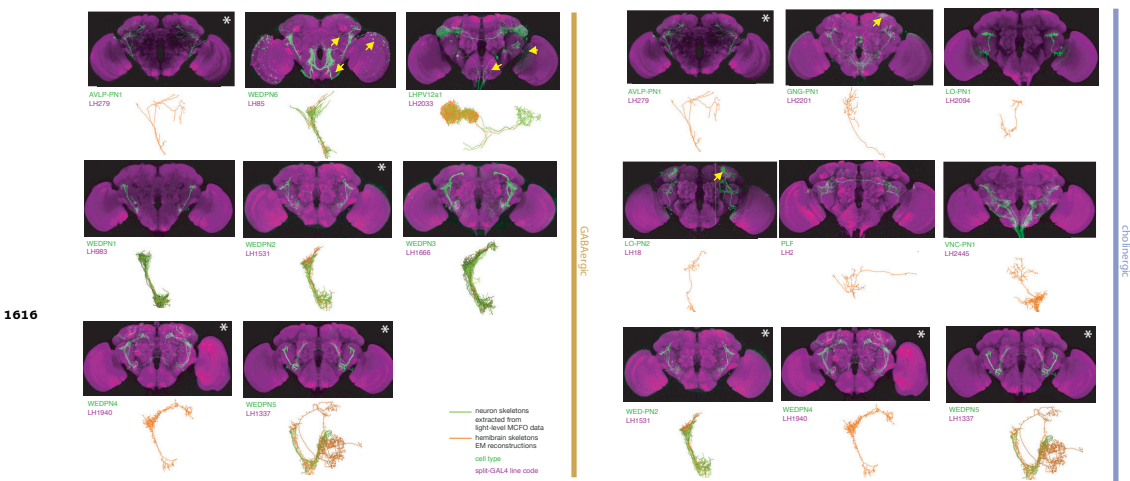 *
AVLP-PN1
LH279
WEDPN6
LH85
LHPV12a1
LH2033
WEDPN1
LH983
*
WEDPN2
LH1531
WEDPN3
LH1666
*
WEDPN4
LH1940
*
WEDPN5
LH1337
neuron skeletons
extracted from
light-level MCFO data
hemibrain skeletons
EM reconstructions
cell type
split-GAL4 line code
GABAergic
1616
*
AVLP-PN1
LH279
GNG-PN1
LH2201
LO-PN1
LH2094
LO-PN2
LH18
PLF
LH2
VNC-PN1
LH2445
*
WED-PN2
LH1531
*
WEDPN4
LH1940
*
WEDPN5
LH1337
cholinergic